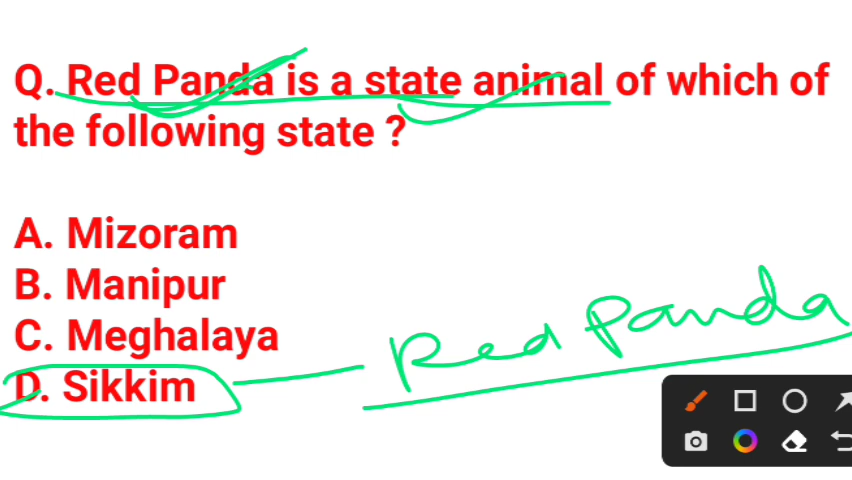 Q. Red Panda is a state animal of which of
the following state ?
A. Mizoram
B. Manipur
C. Meghalaya
D. Sikkim
Red Panda